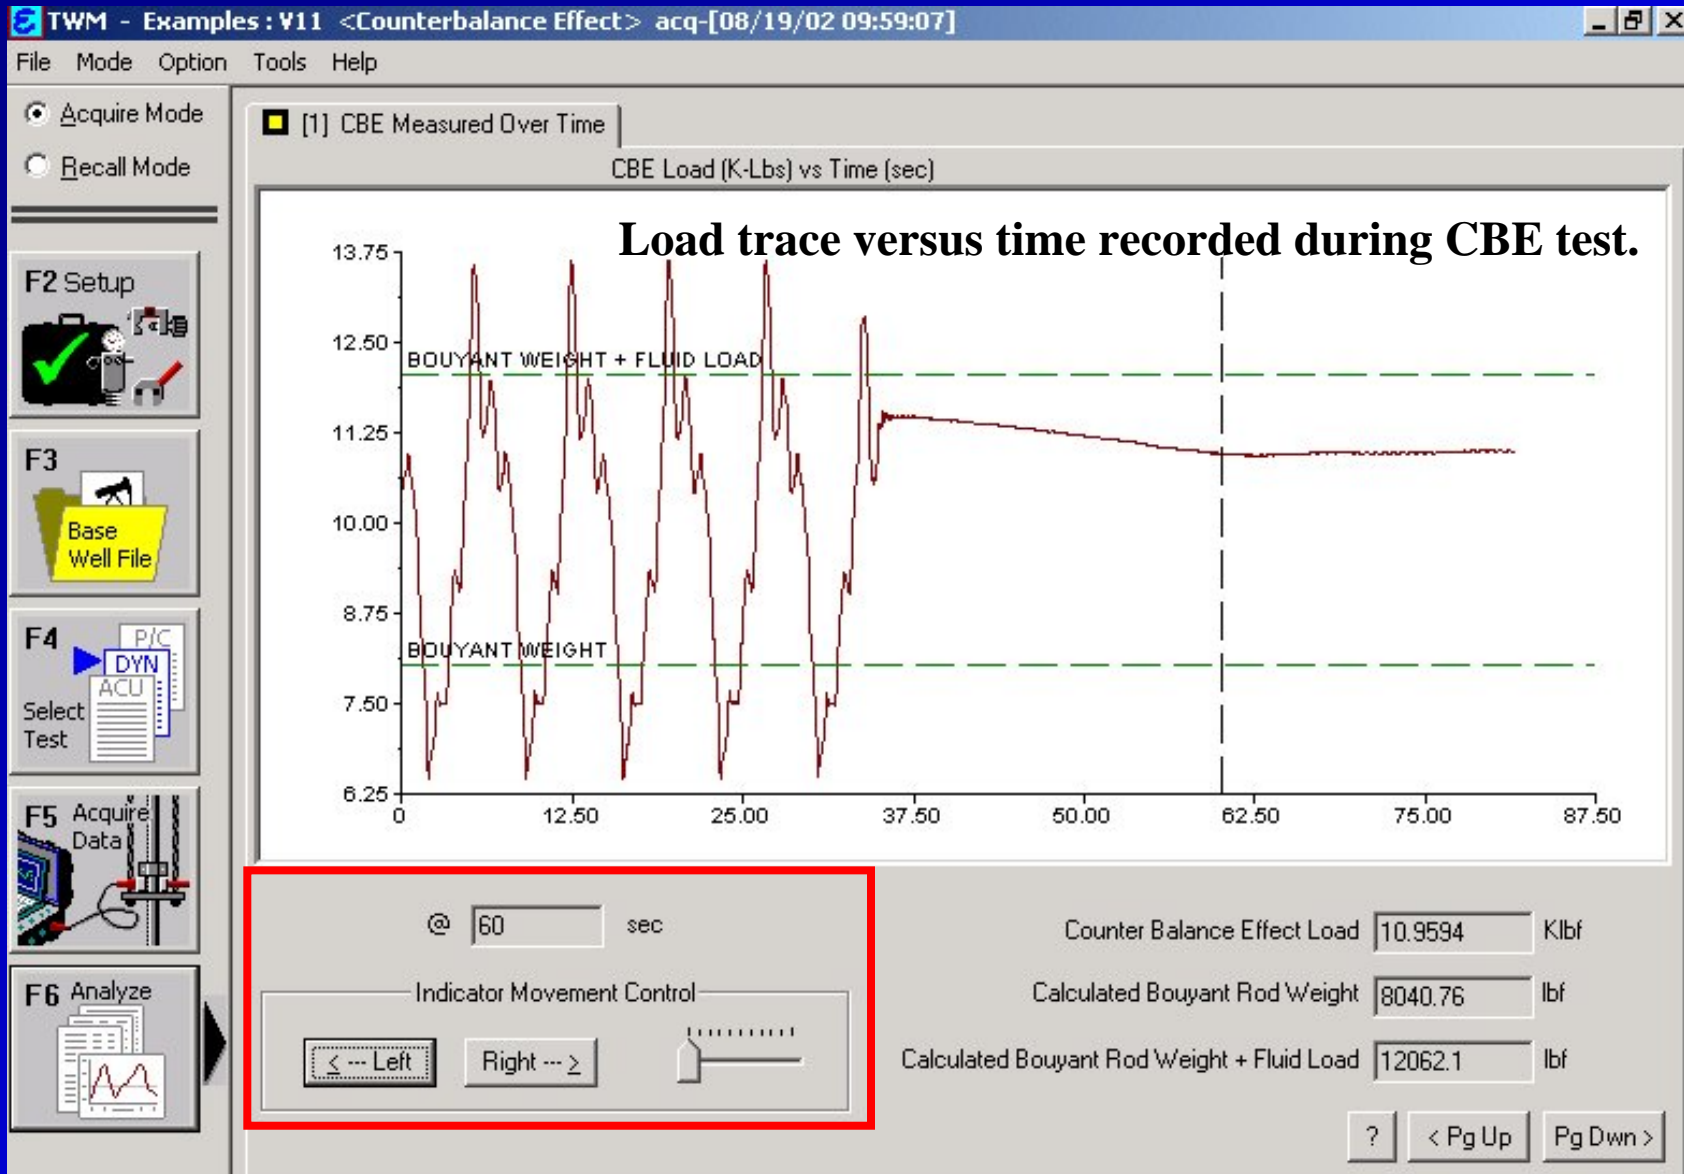 TWM - Examples : V11 <Counterbalance Effect> acq-[08/19/02 09:59:07]
File Mode Option Tools Help
Acquire Mode
Recall Mode
F2 Setup
F3
Base
Well File
F4
P/C
DYN
ACU
Select
Test
F5 Acquire
Data
F6 Analyze
[1] CBE Measured Over Time
CBE Load (K-Lbs) vs Time (sec)
Load trace versus time recorded during CBE test.
13.75
12.50
11.25
10.00
8.75
7.50
6.25
BOUYANT WEIGHT + FLUID LOAD
BOUYANT WEIGHT
0 12.50 25.00 37.50 50.00 62.50 75.00 87.50
@ 60 sec
Indicator Movement Control
< --- Left Right --- >
Counter Balance Effect Load 10.9594 Klbf
Calculated Bouyant Rod Weight 8040.76 lbf
Calculated Bouyant Rod Weight + Fluid Load 12062.1 lbf
? < Pg Up Pg Dwn >